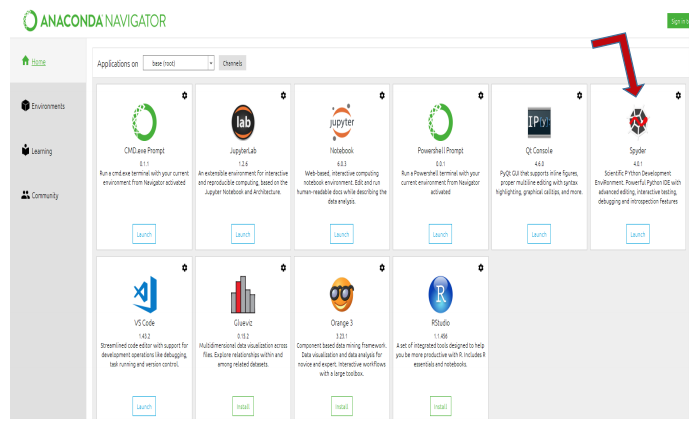 ANACONDA NAVIGATOR
Sign in
Home
Environments
Learning
Community
Applications on base (root) Channels
CMD.exe Prompt
0.1.1
Run a cmd.exe terminal with your current
environment from Navigator activated
Launch
lab
JupyterLab
1.2.6
An extensible environment for interactive
and reproducible computing, based on the
Jupyter Notebook and Architecture.
Launch
jupyter
Notebook
6.0.3
Web-based, interactive computing
notebook environment. Edit and run
human-readable docs while describing the
data analysis.
Launch
Powershell Prompt
0.0.1
Run a Powershell terminal with your
current environment from Navigator
activated
Launch
IP[y]:
Qt Console
4.6.0
PyQt GUI that supports inline figures,
proper multiline editing with syntax
highlighting, graphical calltips, and more.
Launch
Spyder
4.0.1
Scientific PYthon Development
EnviRonment. Powerful Python IDE with
advanced editing, interactive testing,
debugging and introspection features
Launch
VS Code
1.43.2
Streamlined code editor with support for
development operations like debugging,
task running and version control.
Launch
Glueviz
0.15.2
Multidimensional data visualization across
files. Explore relationships within and
among related datasets.
Install
Orange 3
3.23.1
Component based data mining framework.
Data visualization and data analysis for
novice and expert. Interactive workflows
with a large toolbox.
Install
R
RStudio
1.1.456
A set of integrated tools designed to help
you be more productive with R. Includes R
essentials and notebooks.
Install